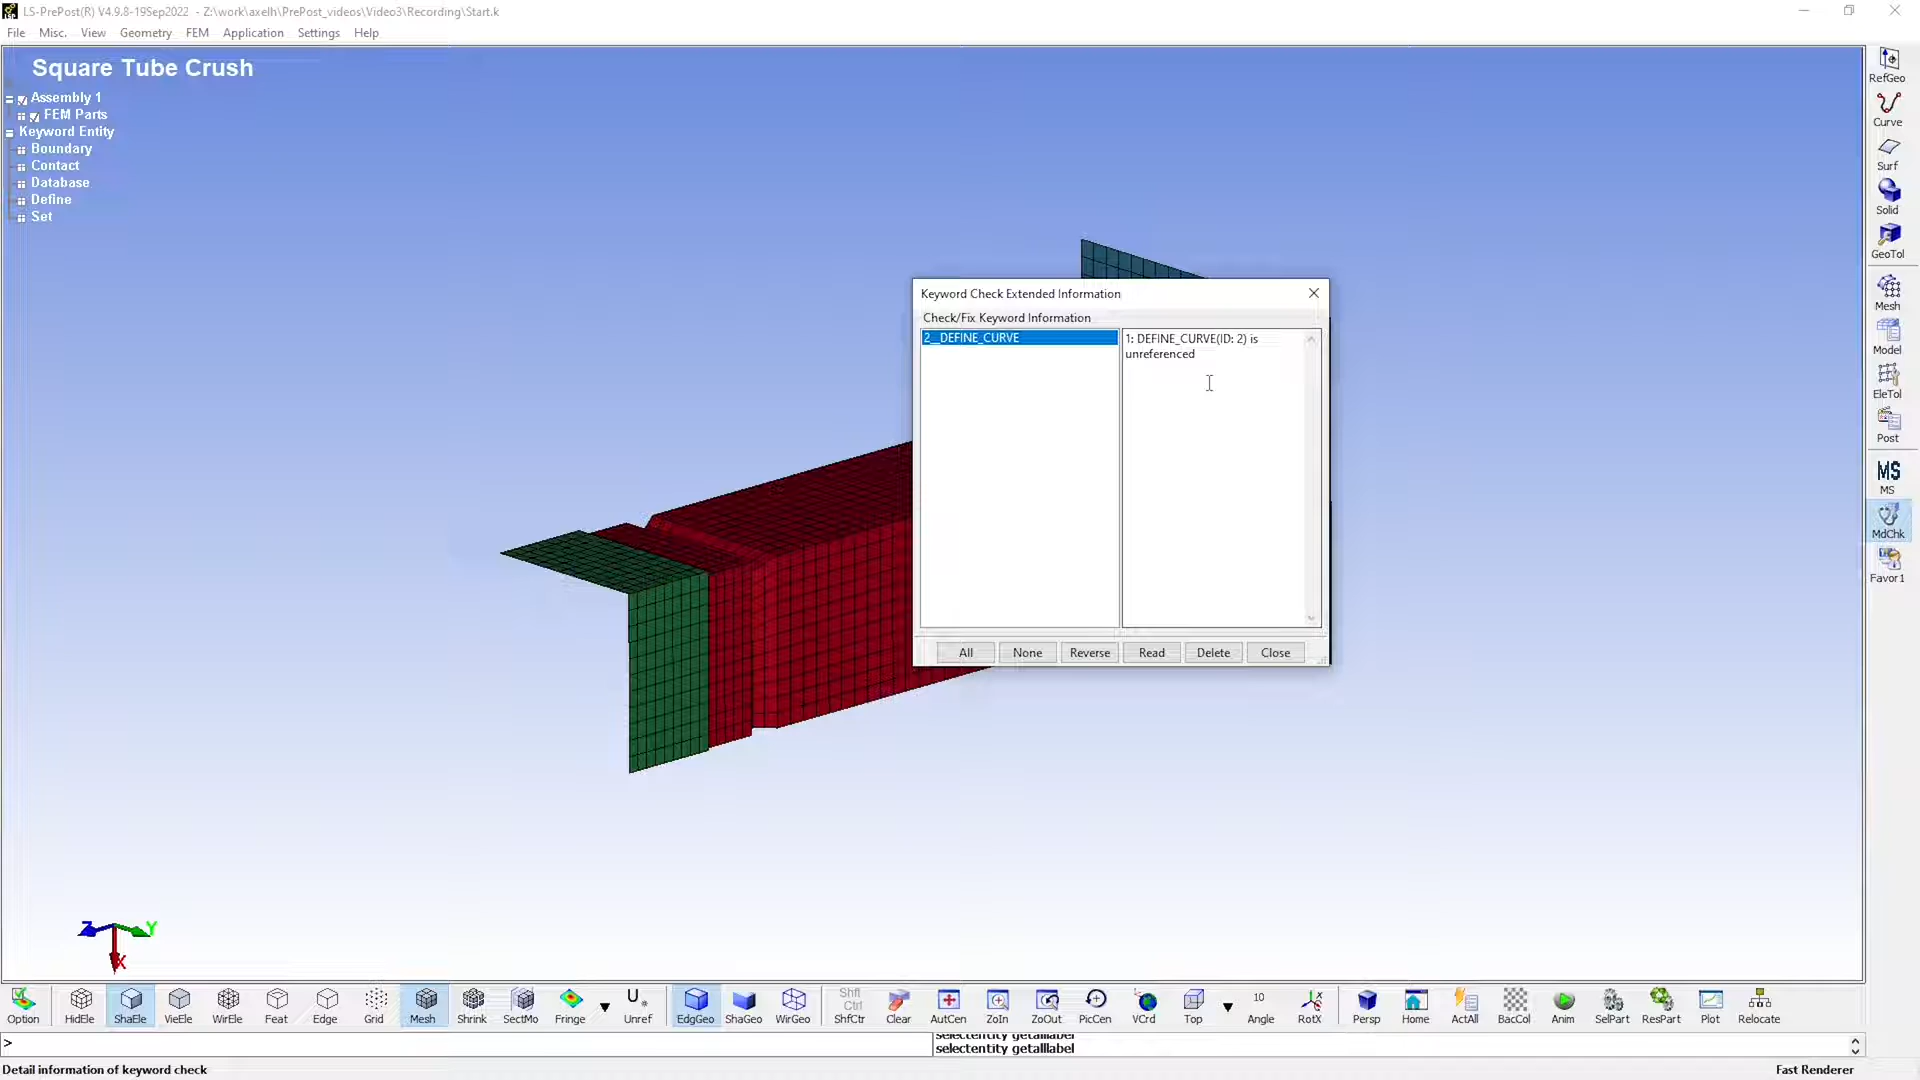 LS-PrePost(R) V4.9.8-19Sep2022 - Z:\work\axelh\PrePost_videos\Video3\Recording\Start.k
File Misc. View Geometry FEM Application Settings Help
Square Tube Crush
Assembly 1
FEM Parts
Keyword Entity
Boundary
Contact
Database
Define
Set
Keyword Check Extended Information
Check/Fix Keyword Information
2_DEFINE_CURVE
1: DEFINE_CURVE(ID: 2) is
unreferenced
All None Reverse Read Delete Close
RefGeo
Curve
Surf
Solid
GeoTol
Mesh
Model
EleTol
Post
MS
MS
MdChk
Favor1
Z Y
X
U
Shfl
Ctrl
10
Option HidEle ShaEle VieEle WirEle Feat Edge Grid Mesh Shrink SectMo Fringe Unref EdgGeo ShaGeo WirGeo ShfCtr Clear AutCen ZoIn ZoOut PicCen VCrd Top Angle RotX Persp Home ActAll BacCol Anim SelPart ResPart Plot Relocate
>
selectentity getalllabel
selectentity getalllabel
Detail information of keyword check
Fast Renderer